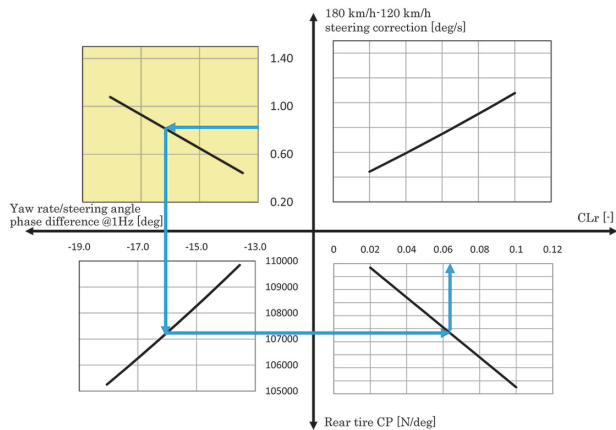 180 km/h-120 km/h
steering correction [deg/s]
1.40
1.00
0.60
0.20
Yaw rate/steering angle
phase difference @1Hz [deg]
CLr [-]
-19.0 -17.0 -15.0 -13.0
0 0.02 0.04 0.06 0.08 0.1 0.12
110000
109000
108000
107000
106000
105000
Rear tire CP [N/deg]